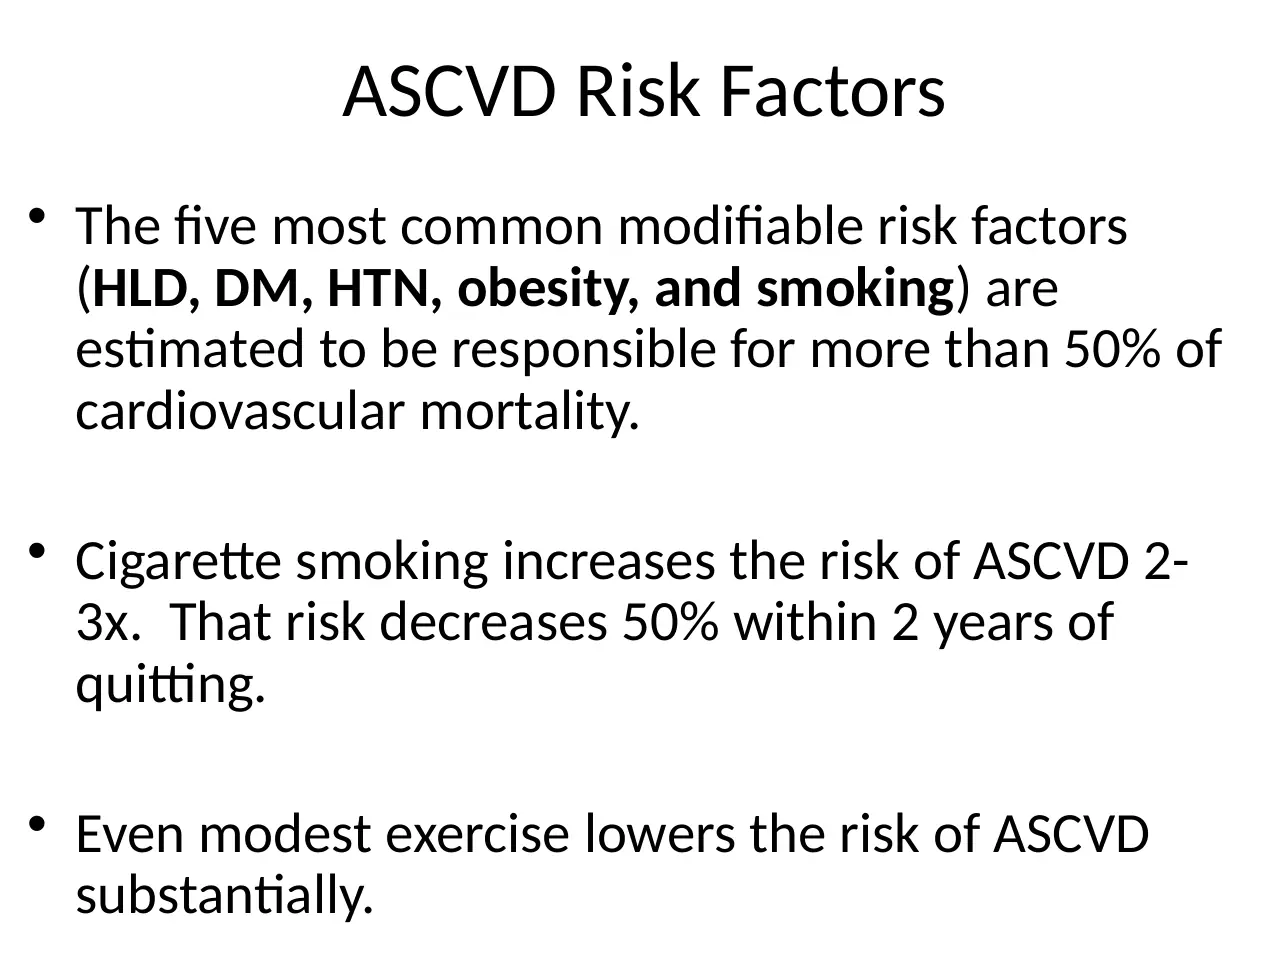 ASCVD Risk Factors
• The five most common modifiable risk factors
(HLD, DM, HTN, obesity, and smoking) are
estimated to be responsible for more than 50% of
cardiovascular mortality.
• Cigarette smoking increases the risk of ASCVD 2-
3x.  That risk decreases 50% within 2 years of
quitting.
• Even modest exercise lowers the risk of ASCVD
substantially.